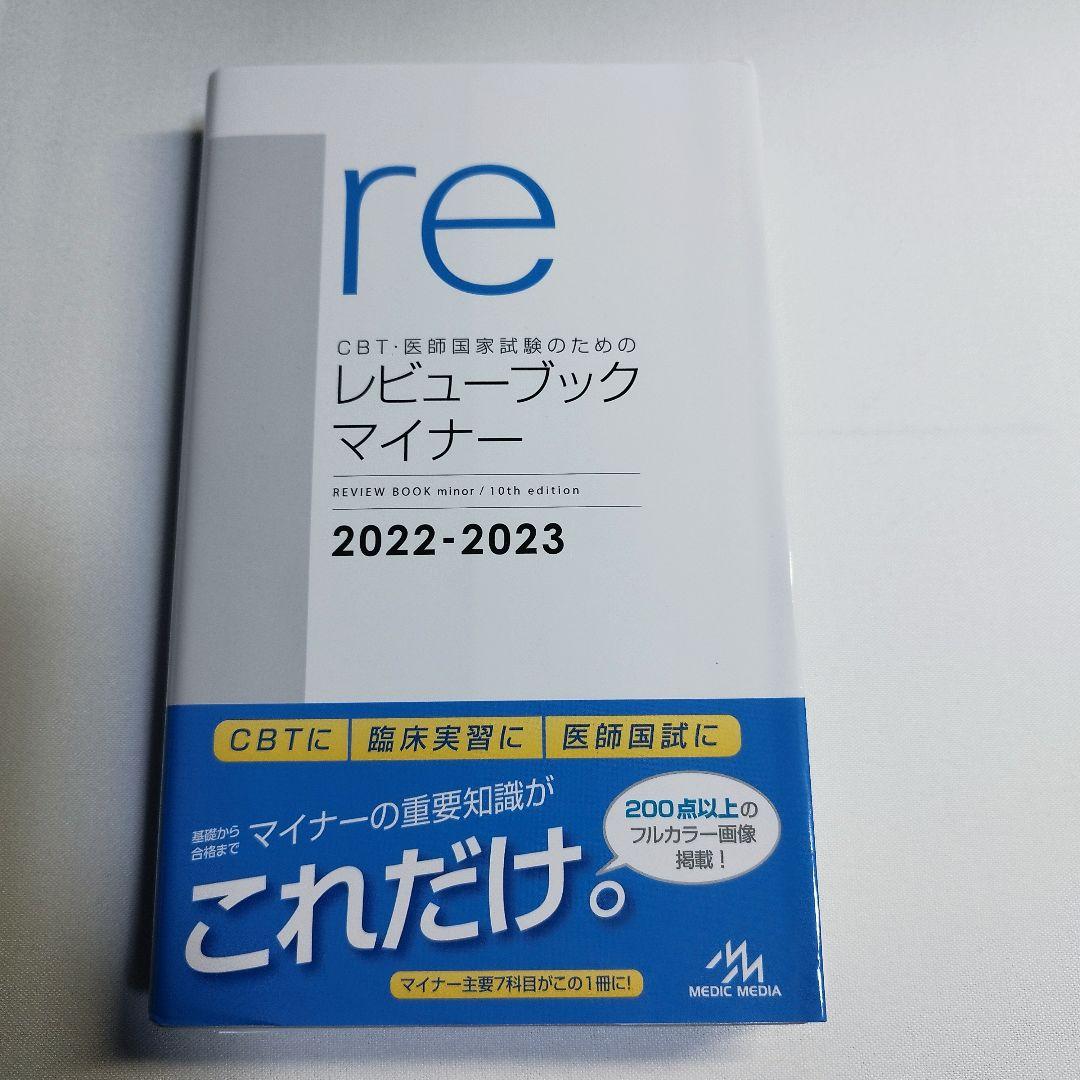 re
CBT・医師国家試験のための
レビューブック
マイナー
REVIEW BOOK minor / 10th edition
2022-2023
CBTに 臨床実習に 医師国試に
基礎から
合格まで
マイナーの重要知識が
これだけ。
200点以上の
フルカラー画像
掲載！
マイナー主要7科目がこの1冊に!
MEDIC MEDIA